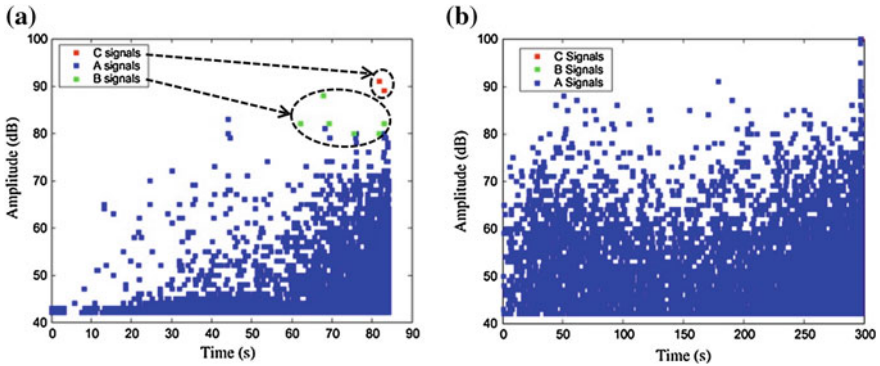 (a)
100
90
80
70
60
50
40
Amplitude (dB)
C signals
A signals
B signals
0 10 20 30 40 50 60 70 80 90
Time (s)
(b)
100
90
80
70
60
50
40
Amplitude (dB)
C Signals
B Signals
A Signals
0 50 100 150 200 250 300
Time (s)